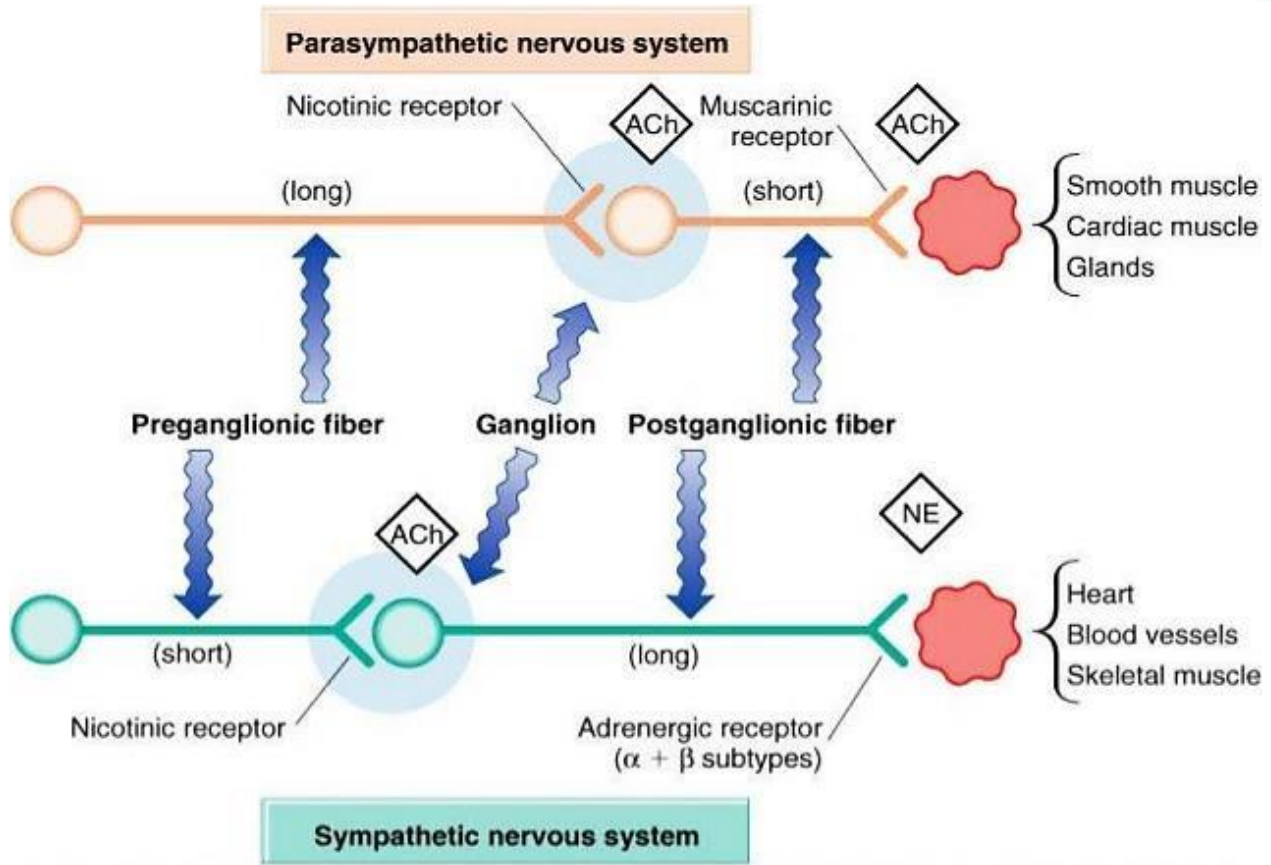 Parasympathetic nervous system
Nicotinic receptor
ACh
Muscarinic
receptor
ACh
(long)
(short)
Smooth muscle
Cardiac muscle
Glands
Preganglionic fiber
Ganglion
Postganglionic fiber
ACh
NE
(short)
(long)
Heart
Blood vessels
Skeletal muscle
Nicotinic receptor
Adrenergic receptor
(α + β subtypes)
Sympathetic nervous system